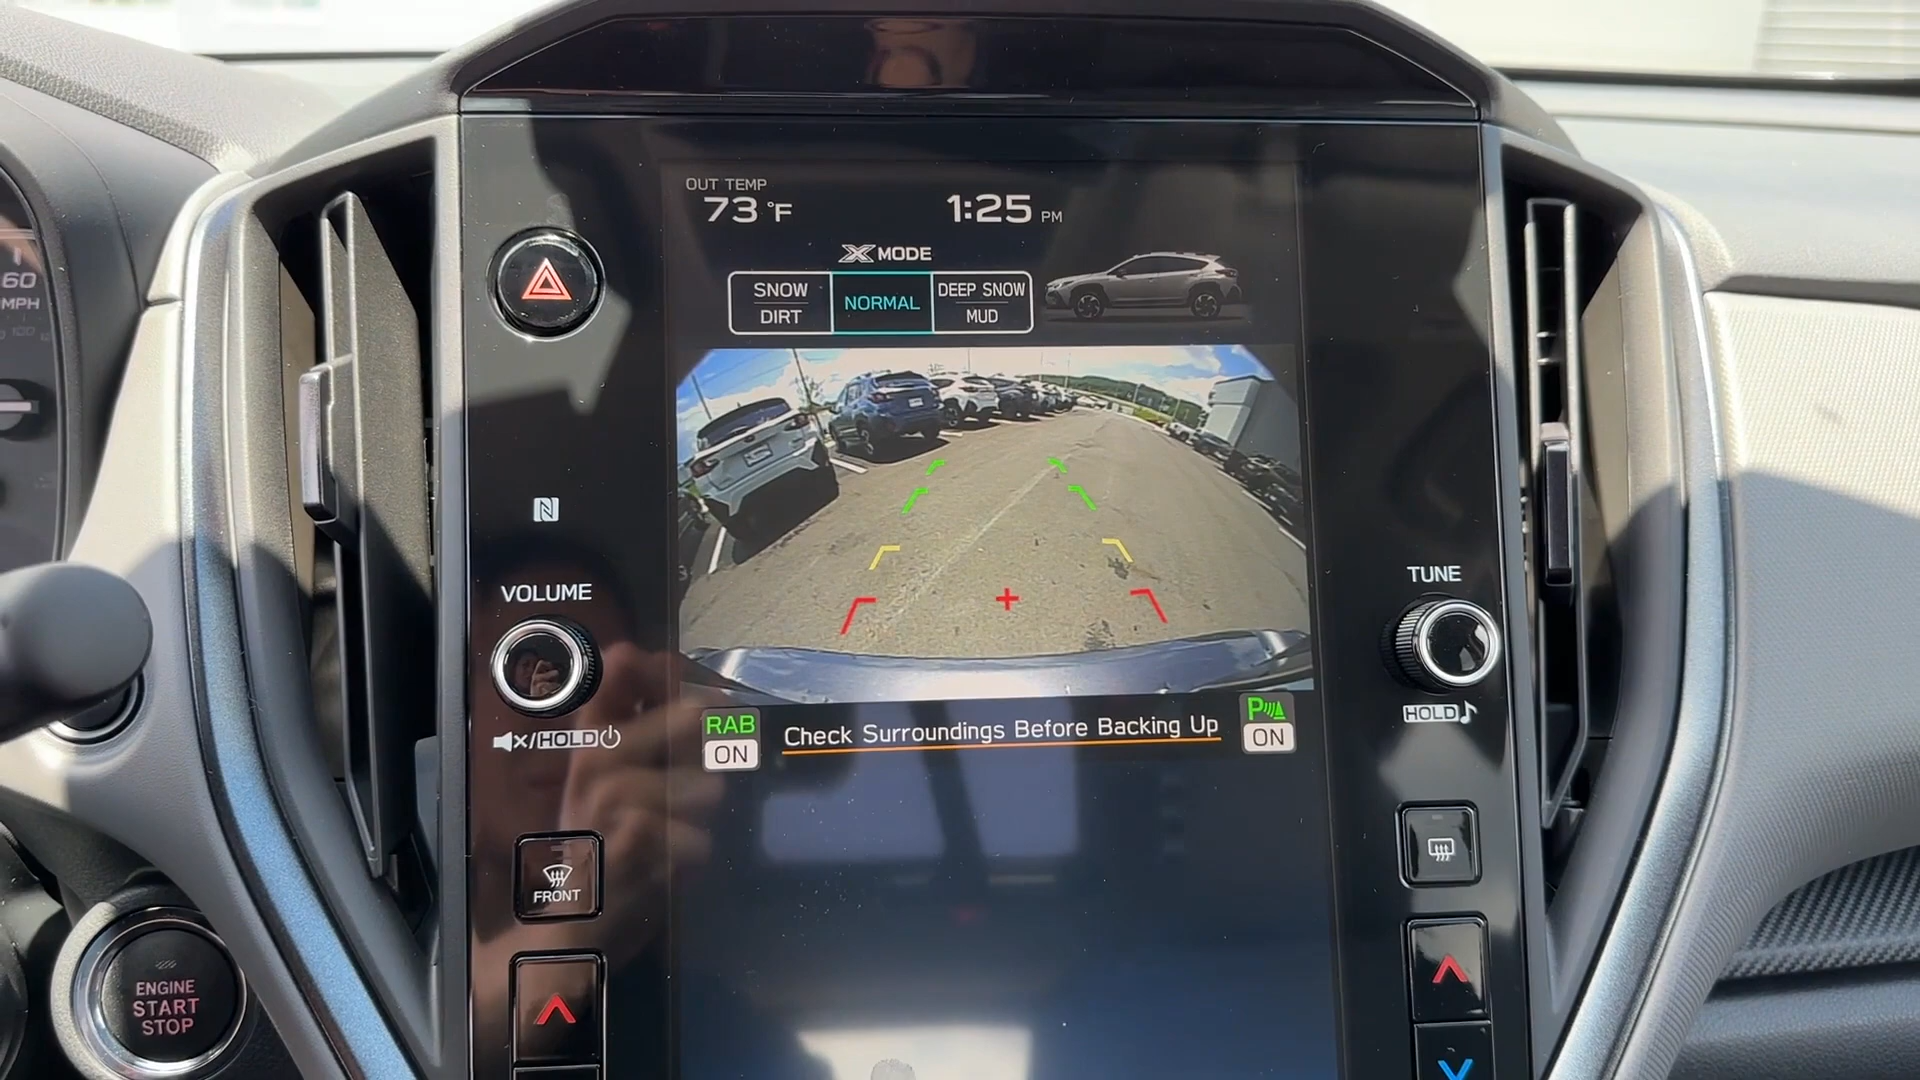 OUT TEMP
73 °F
1:25 PM
X MODE
SNOW
DIRT
NORMAL
DEEP SNOW
MUD
60
MPH
N
VOLUME
TUNE
HOLD
HOLD
RAB
ON
Check Surroundings Before Backing Up
P
ON
FRONT
ENGINE
START
STOP